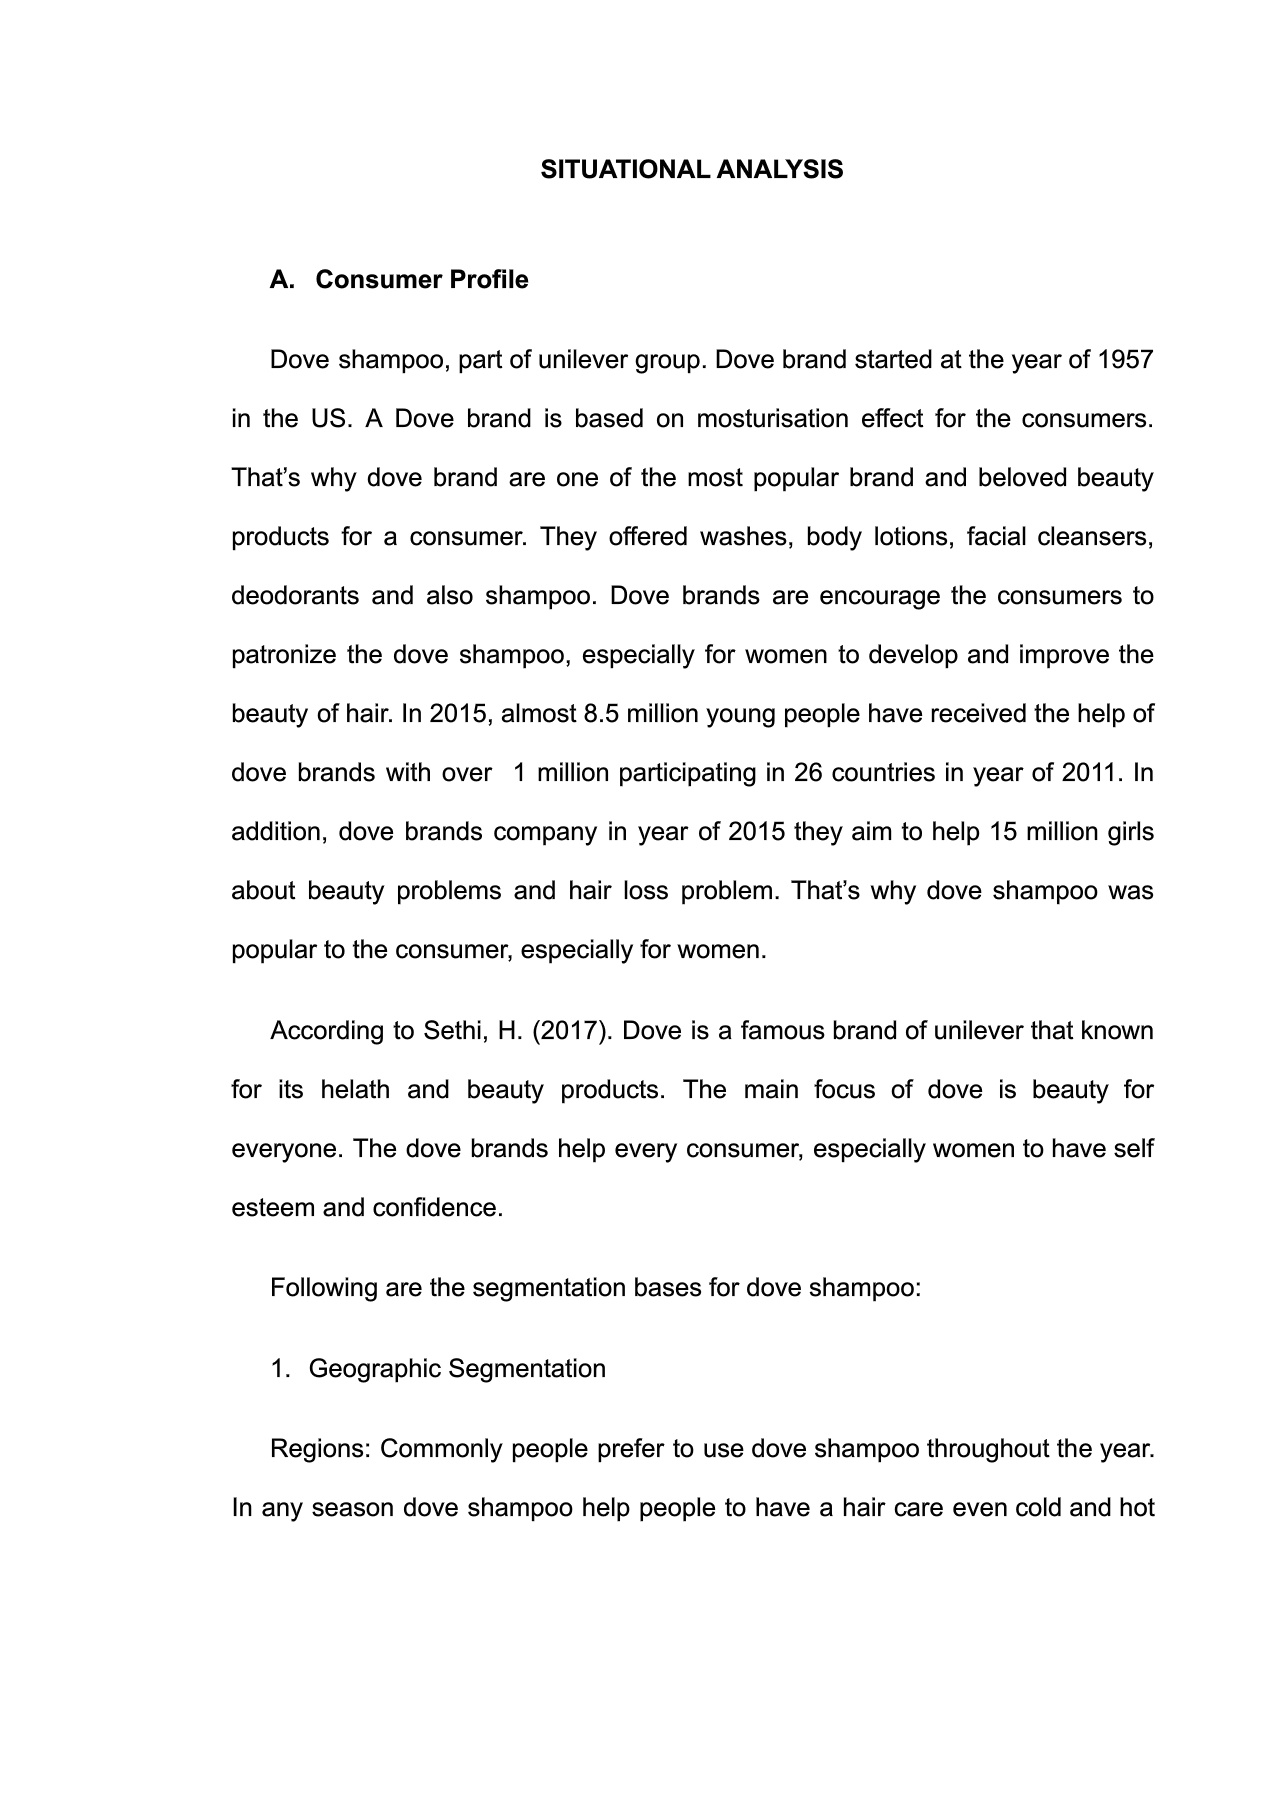 SITUATIONAL ANALYSIS
A. Consumer Profile
Dove shampoo, part of unilever group. Dove brand started at the year of 1957
in the US. A Dove brand is based on mosturisation effect for the consumers.
That’s why dove brand are one of the most popular brand and beloved beauty
products for a consumer. They offered washes, body lotions, facial cleansers,
deodorants and also shampoo. Dove brands are encourage the consumers to
patronize the dove shampoo, especially for women to develop and improve the
beauty of hair. In 2015, almost 8.5 million young people have received the help of
dove brands with over 1 million participating in 26 countries in year of 2011. In
addition, dove brands company in year of 2015 they aim to help 15 million girls
about beauty problems and hair loss problem. That’s why dove shampoo was
popular to the consumer, especially for women.
According to Sethi, H. (2017). Dove is a famous brand of unilever that known
for its helath and beauty products. The main focus of dove is beauty for
everyone. The dove brands help every consumer, especially women to have self
esteem and confidence.
Following are the segmentation bases for dove shampoo:
1. Geographic Segmentation
Regions: Commonly people prefer to use dove shampoo throughout the year.
In any season dove shampoo help people to have a hair care even cold and hot